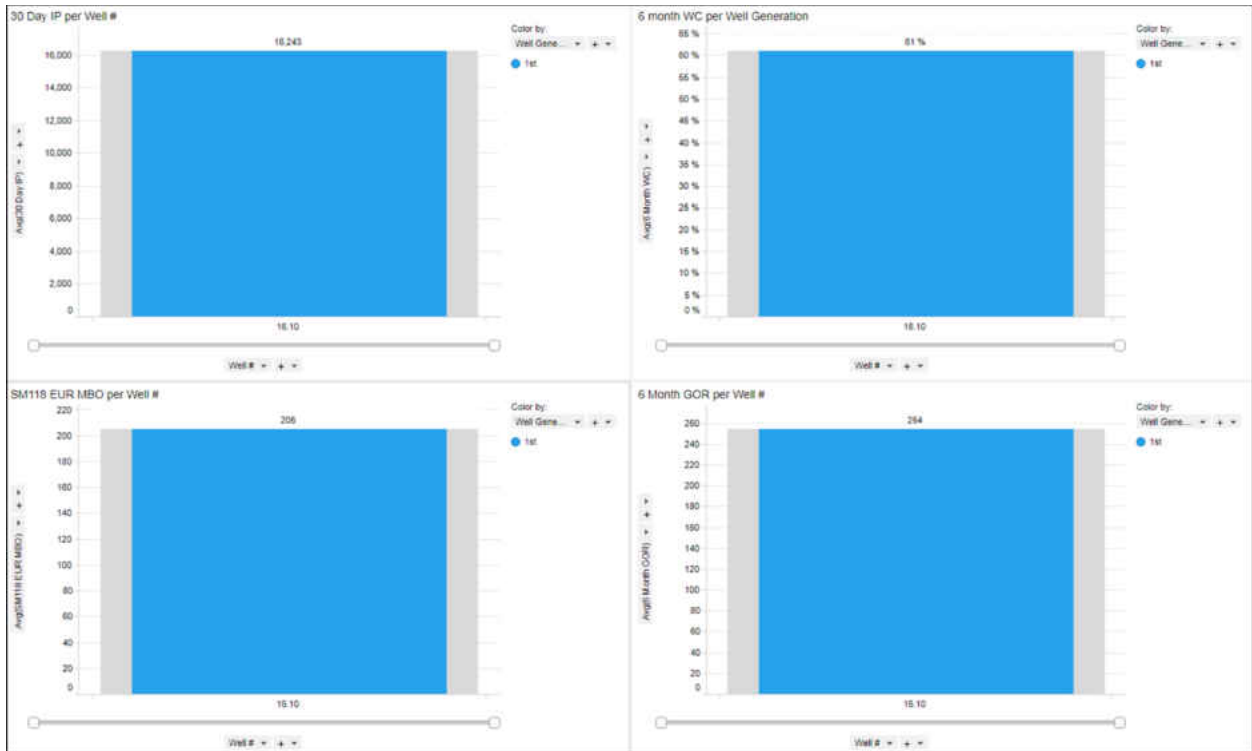 30 Day IP per Well #
Color by:
Well Gene...
+
1st
16,243
16,000
14,000
12,000
10,000
8,000
6,000
4,000
2,000
0
Avg(30 Day IP)
+
16.10
Well # +
6 month WC per Well Generation
Color by:
Well Gene...
+
1st
61 %
65 %
60 %
55 %
50 %
45 %
40 %
35 %
30 %
25 %
20 %
15 %
10 %
5 %
0 %
Avg(6 Month WC)
+
16.10
Well # +
SM118 EUR MBO per Well #
Color by:
Well Gene...
+
1st
220
200
180
160
140
120
100
80
60
40
20
0
Avg(SM118 EUR MBO)
+
Well # +
6 Month GOR per Well #
Color by:
Well Gene...
+
1st
254
260
240
220
200
180
160
140
120
100
80
60
40
20
0
Avg(6 Month GOR)
+
Well # +